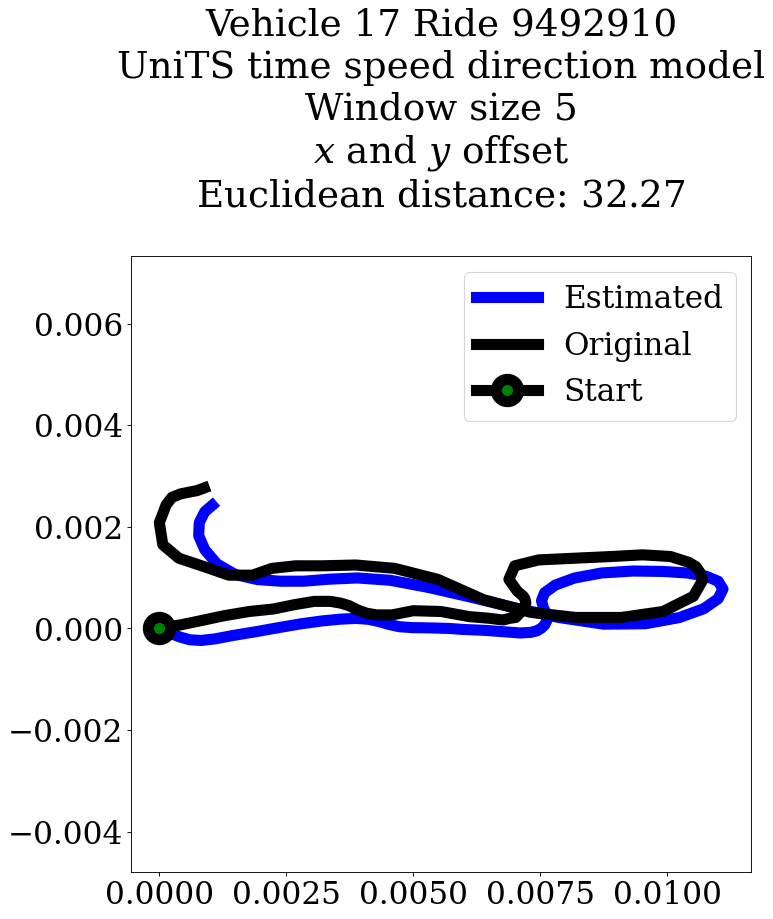 Vehicle 17 Ride 9492910
UniTS time speed direction model
Window size 5
x and y offset
Euclidean distance: 32.27
Estimated
Original
Start
0.006
0.004
0.002
0.000
−0.002
−0.004
0.0000 0.0025 0.0050 0.0075 0.0100